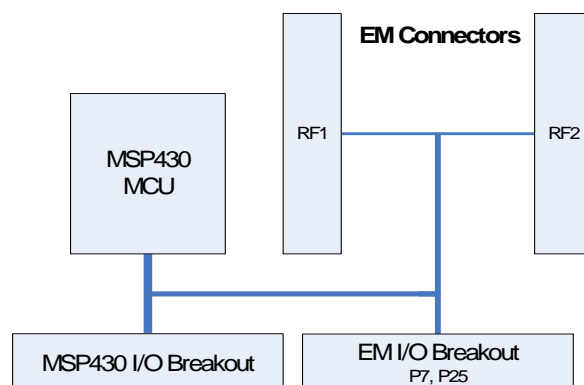 EM Connectors
RF1
RF2
MSP430
MCU
MSP430 I/O Breakout
EM I/O Breakout
P7, P25